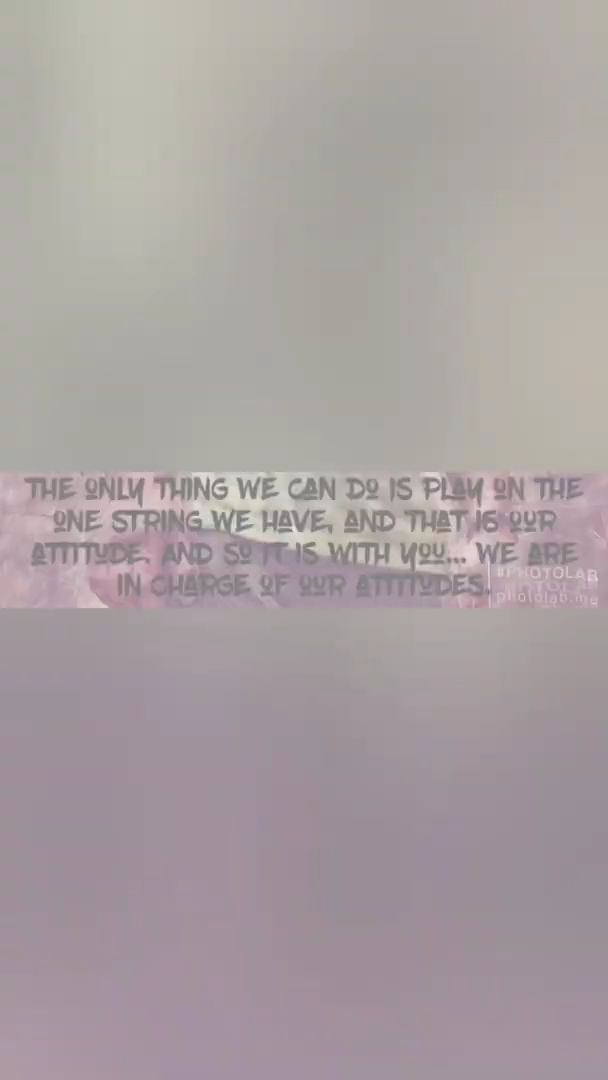 THE ONLY THING WE CAN DO IS PLAY ON THE
ONE STRING WE HAVE, AND THAT IS OUR
ATTITUDE. AND SO IT IS WITH YOU... WE ARE
IN CHARGE OF OUR ATTITUDES.
#PHOTOLAB
photolab.me